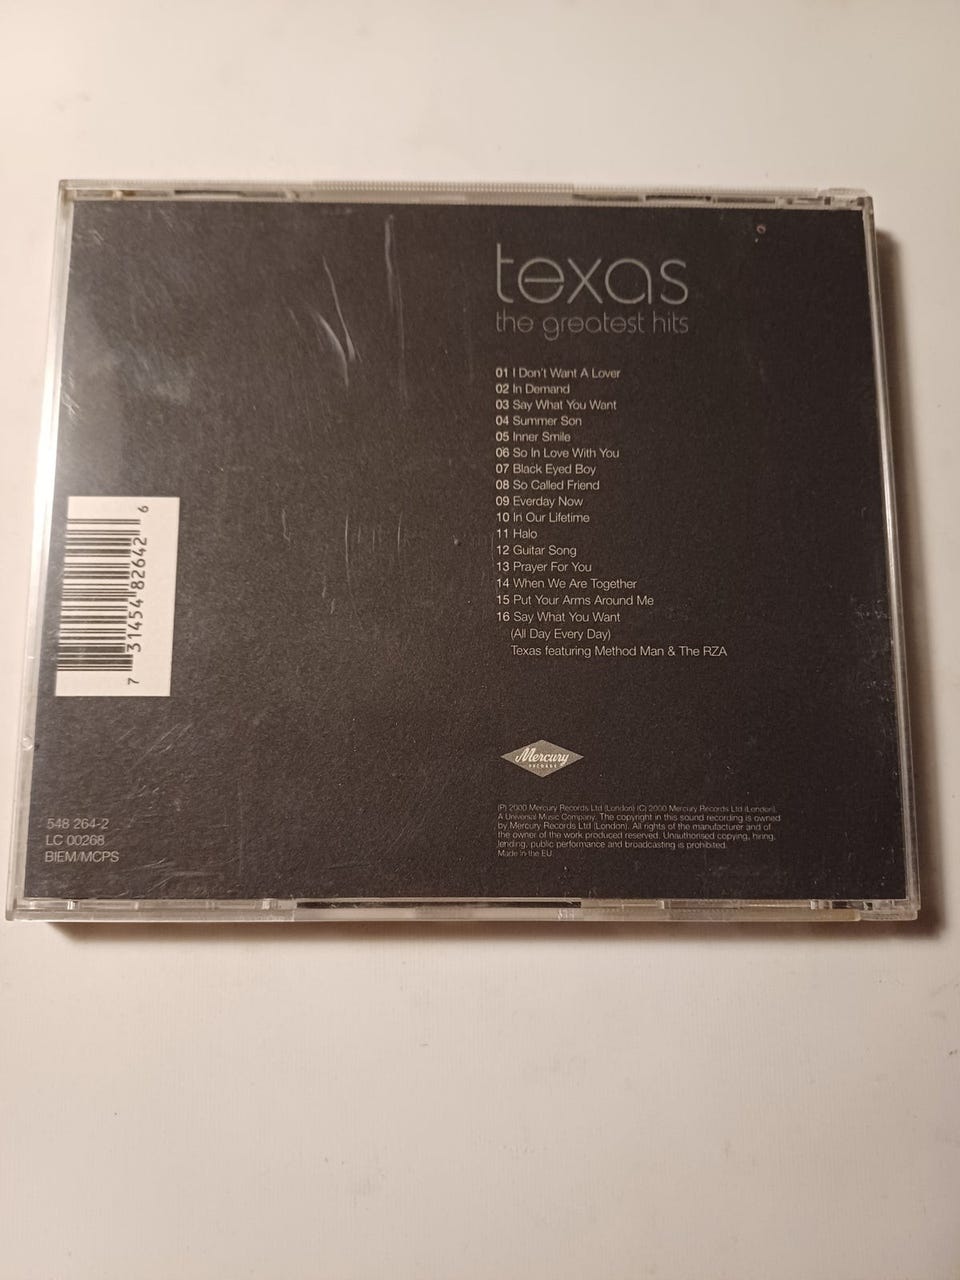 texas
the greatest hits
01 I Don't Want A Lover
02 In Demand
03 Say What You Want
04 Summer Son
05 Inner Smile
06 So In Love With You
07 Black Eyed Boy
08 So Called Friend
09 Everday Now
10 In Our Lifetime
11 Halo
12 Guitar Song
13 Prayer For You
14 When We Are Together
15 Put Your Arms Around Me
16 Say What You Want
(All Day Every Day)
Texas featuring Method Man & The RZA
Mercury
RECORDS
(P) 2000 Mercury Records Ltd (London) (C) 2000 Mercury Records Ltd (London).
A Universal Music Company. The copyright in this sound recording is owned
by Mercury Records Ltd (London). All rights of the manufacturer and of
the owner of the work produced reserved. Unauthorised copying, hiring,
lending, public performance and broadcasting is prohibited.
Made in the EU
7 31454 82642 6
548 264-2
LC 00268
BIEM/MCPS